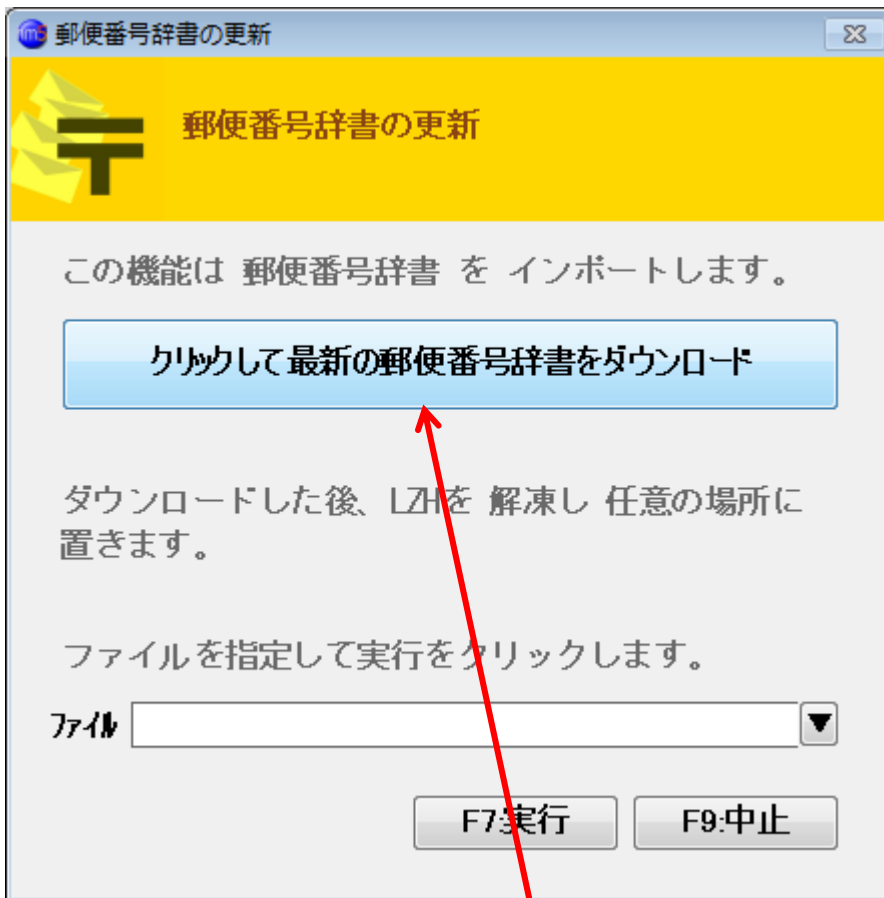 郵便番号辞書の更新
郵便番号辞書の更新
この機能は 郵便番号辞書 を インポートします。
クリックして最新の郵便番号辞書をダウンロード
ダウンロードした後、LZHを 解凍し 任意の場所に
置きます。
ファイルを指定して実行をクリックします。
ファイル
F7:実行 F9:中止